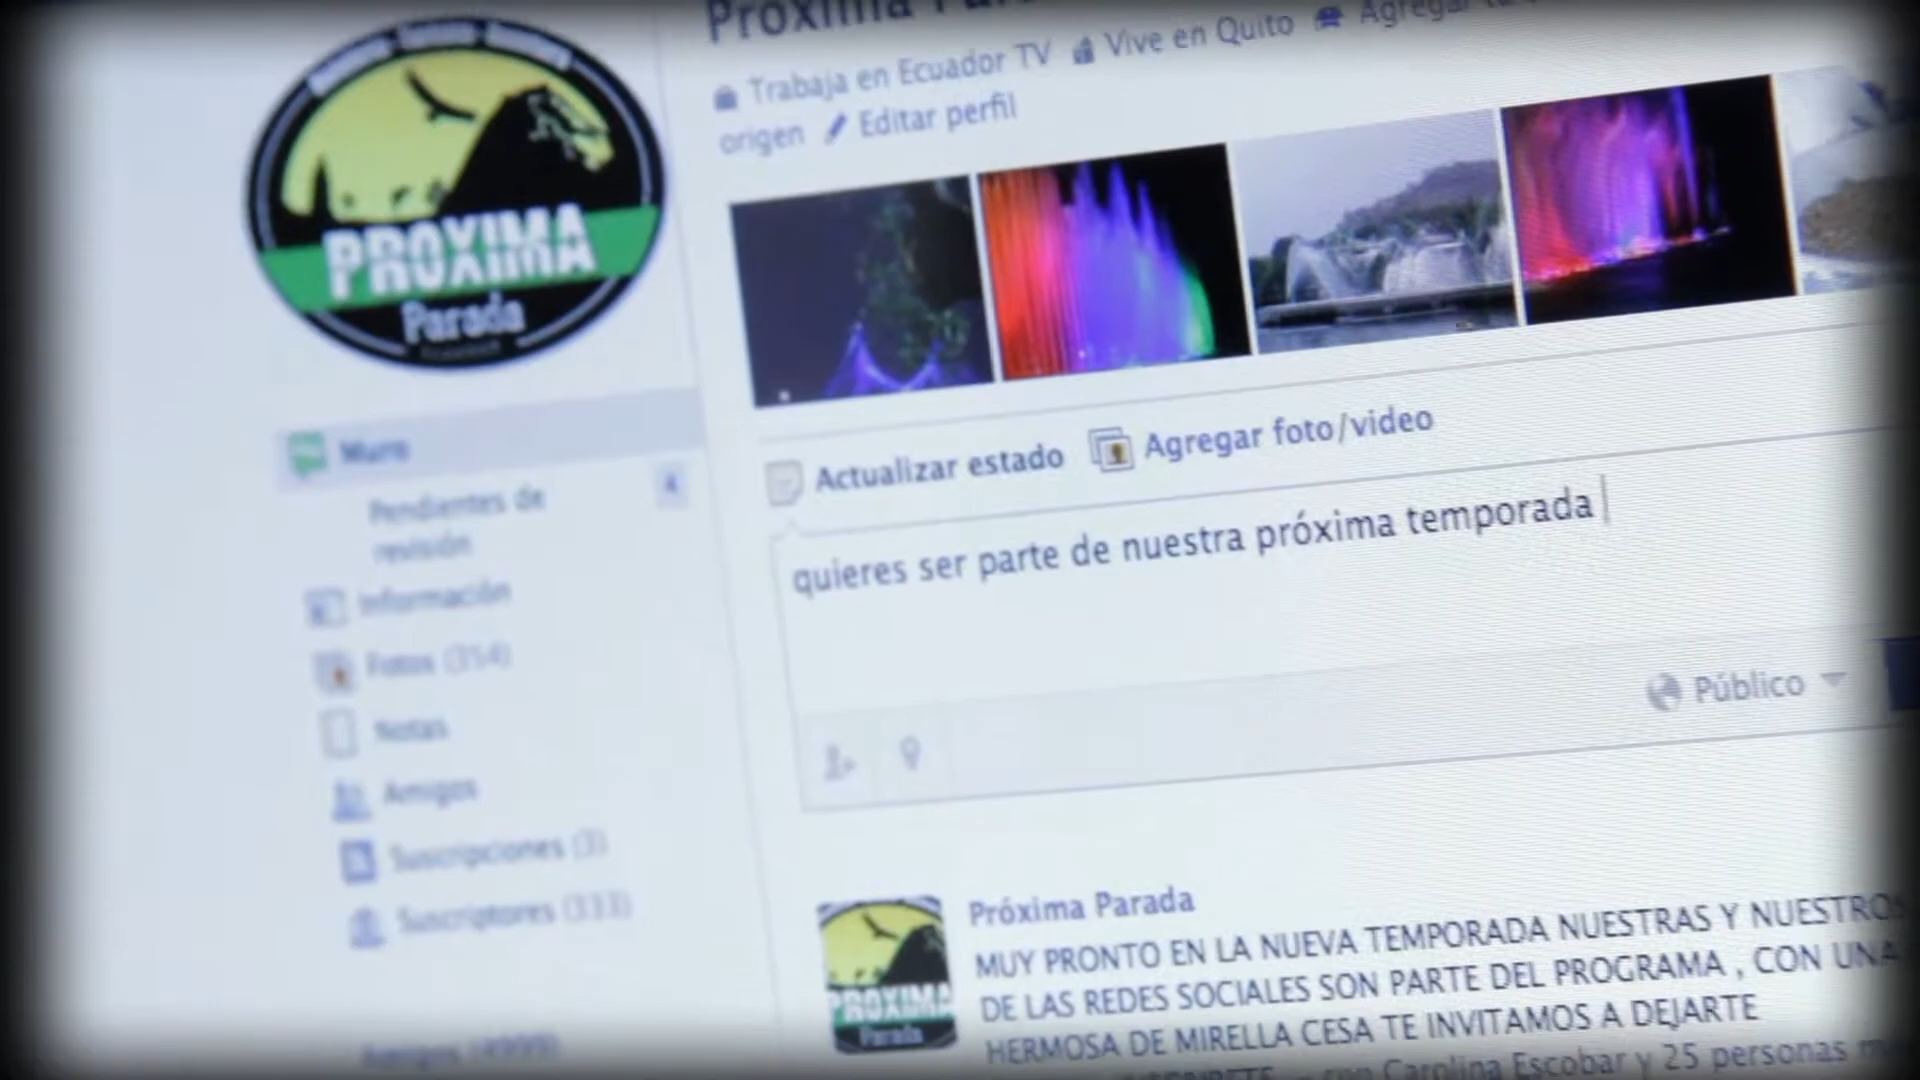 PROXIMA
Parada
Trabaja en Ecuador TV Vive en Quito Agregar
origen Editar perfil
Muro
Pendientes de 4
revisión
Información
Fotos (354)
Notas
Amigos
Suscripciones (3)
Suscriptores (333)
Actualizar estado Agregar foto/video
quieres ser parte de nuestra próxima temporada
Público
Próxima Parada
MUY PRONTO EN LA NUEVA TEMPORADA NUESTRAS Y NUESTROS
DE LAS REDES SOCIALES SON PARTE DEL PROGRAMA , CON UNA
HERMOSA DE MIRELLA CESA TE INVITAMOS A DEJARTE
con Carolina Escobar y 25 personas
PROXIMA
Parada